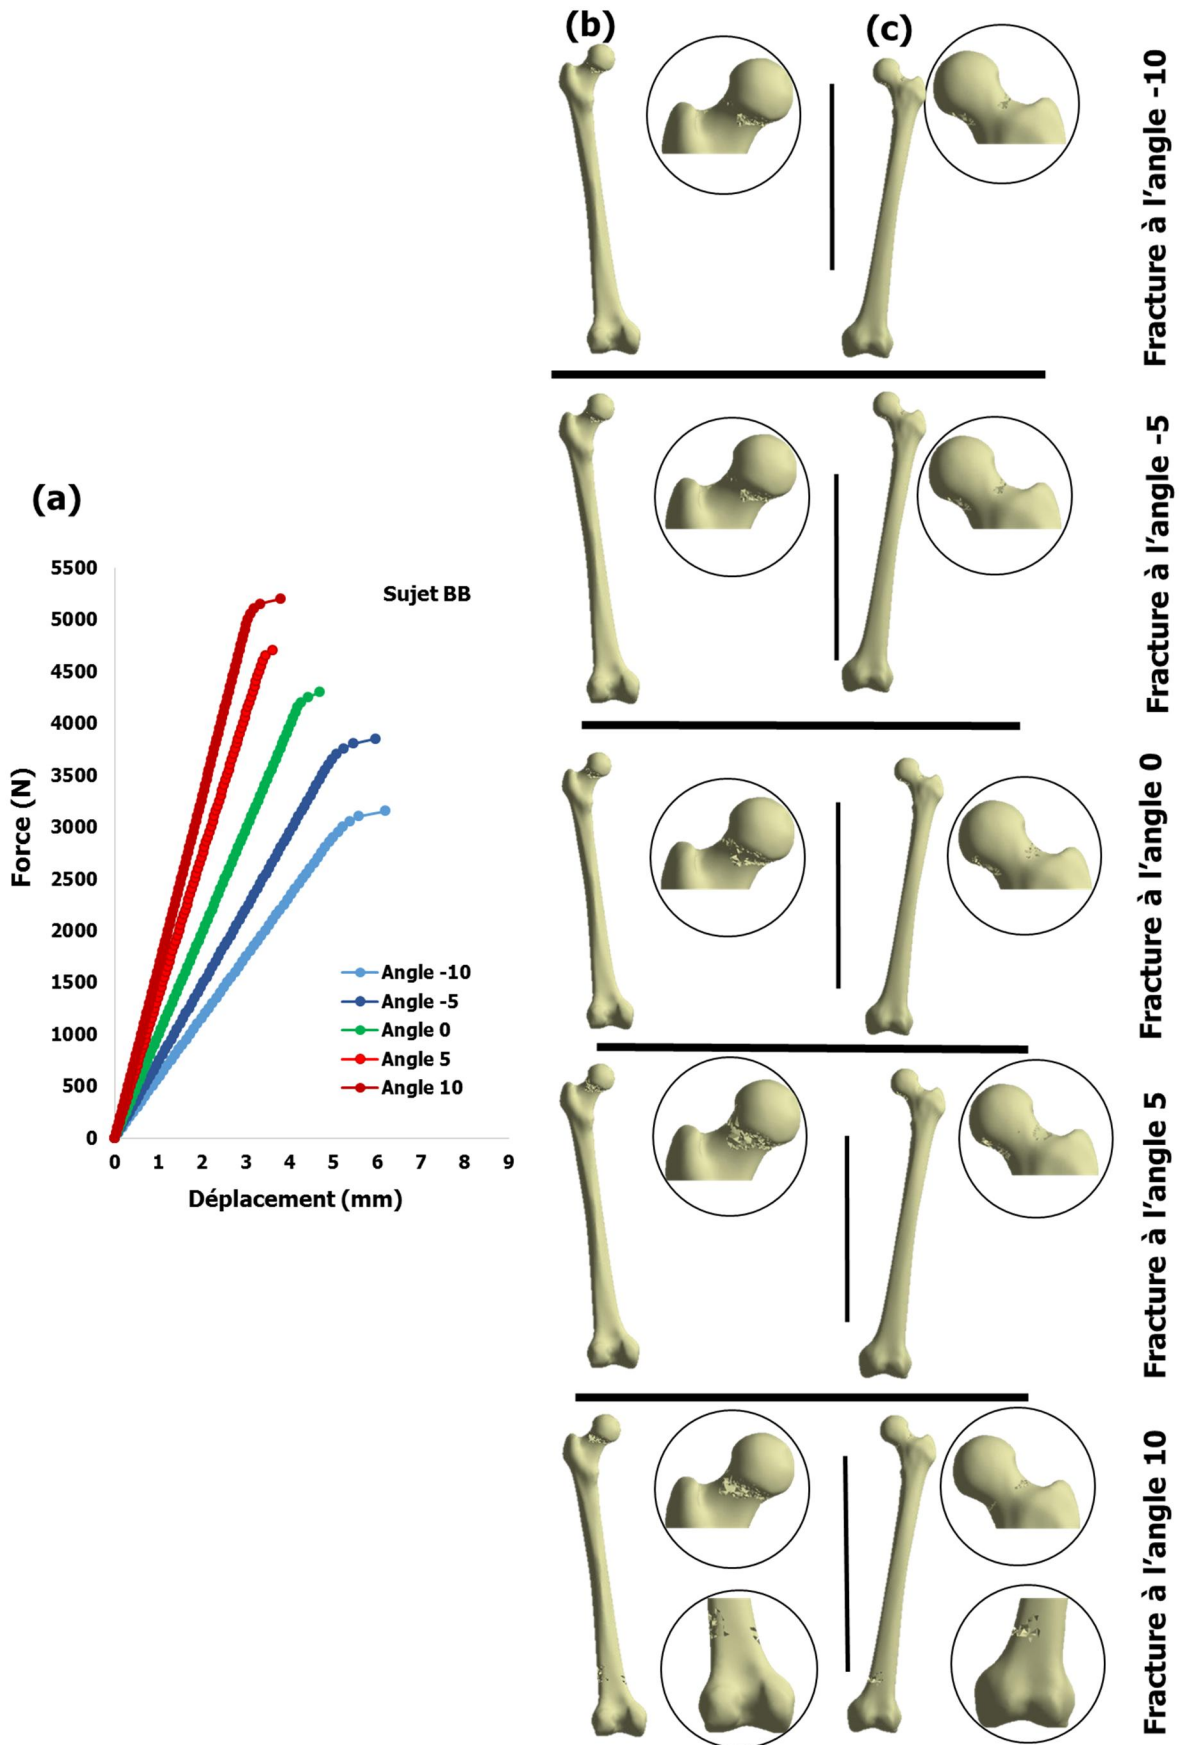 (b)
(c)
Fracture à l’angle -10
Fracture à l’angle -5
(a)
5500
5000
4500
4000
3500
3000
2500
2000
1500
1000
500
0
Force (N)
Sujet BB
Angle -10
Angle -5
Angle 0
Angle 5
Angle 10
0 1 2 3 4 5 6 7 8 9
Déplacement (mm)
Fracture à l’angle 0
Fracture à l’angle 5
Fracture à l’angle 10